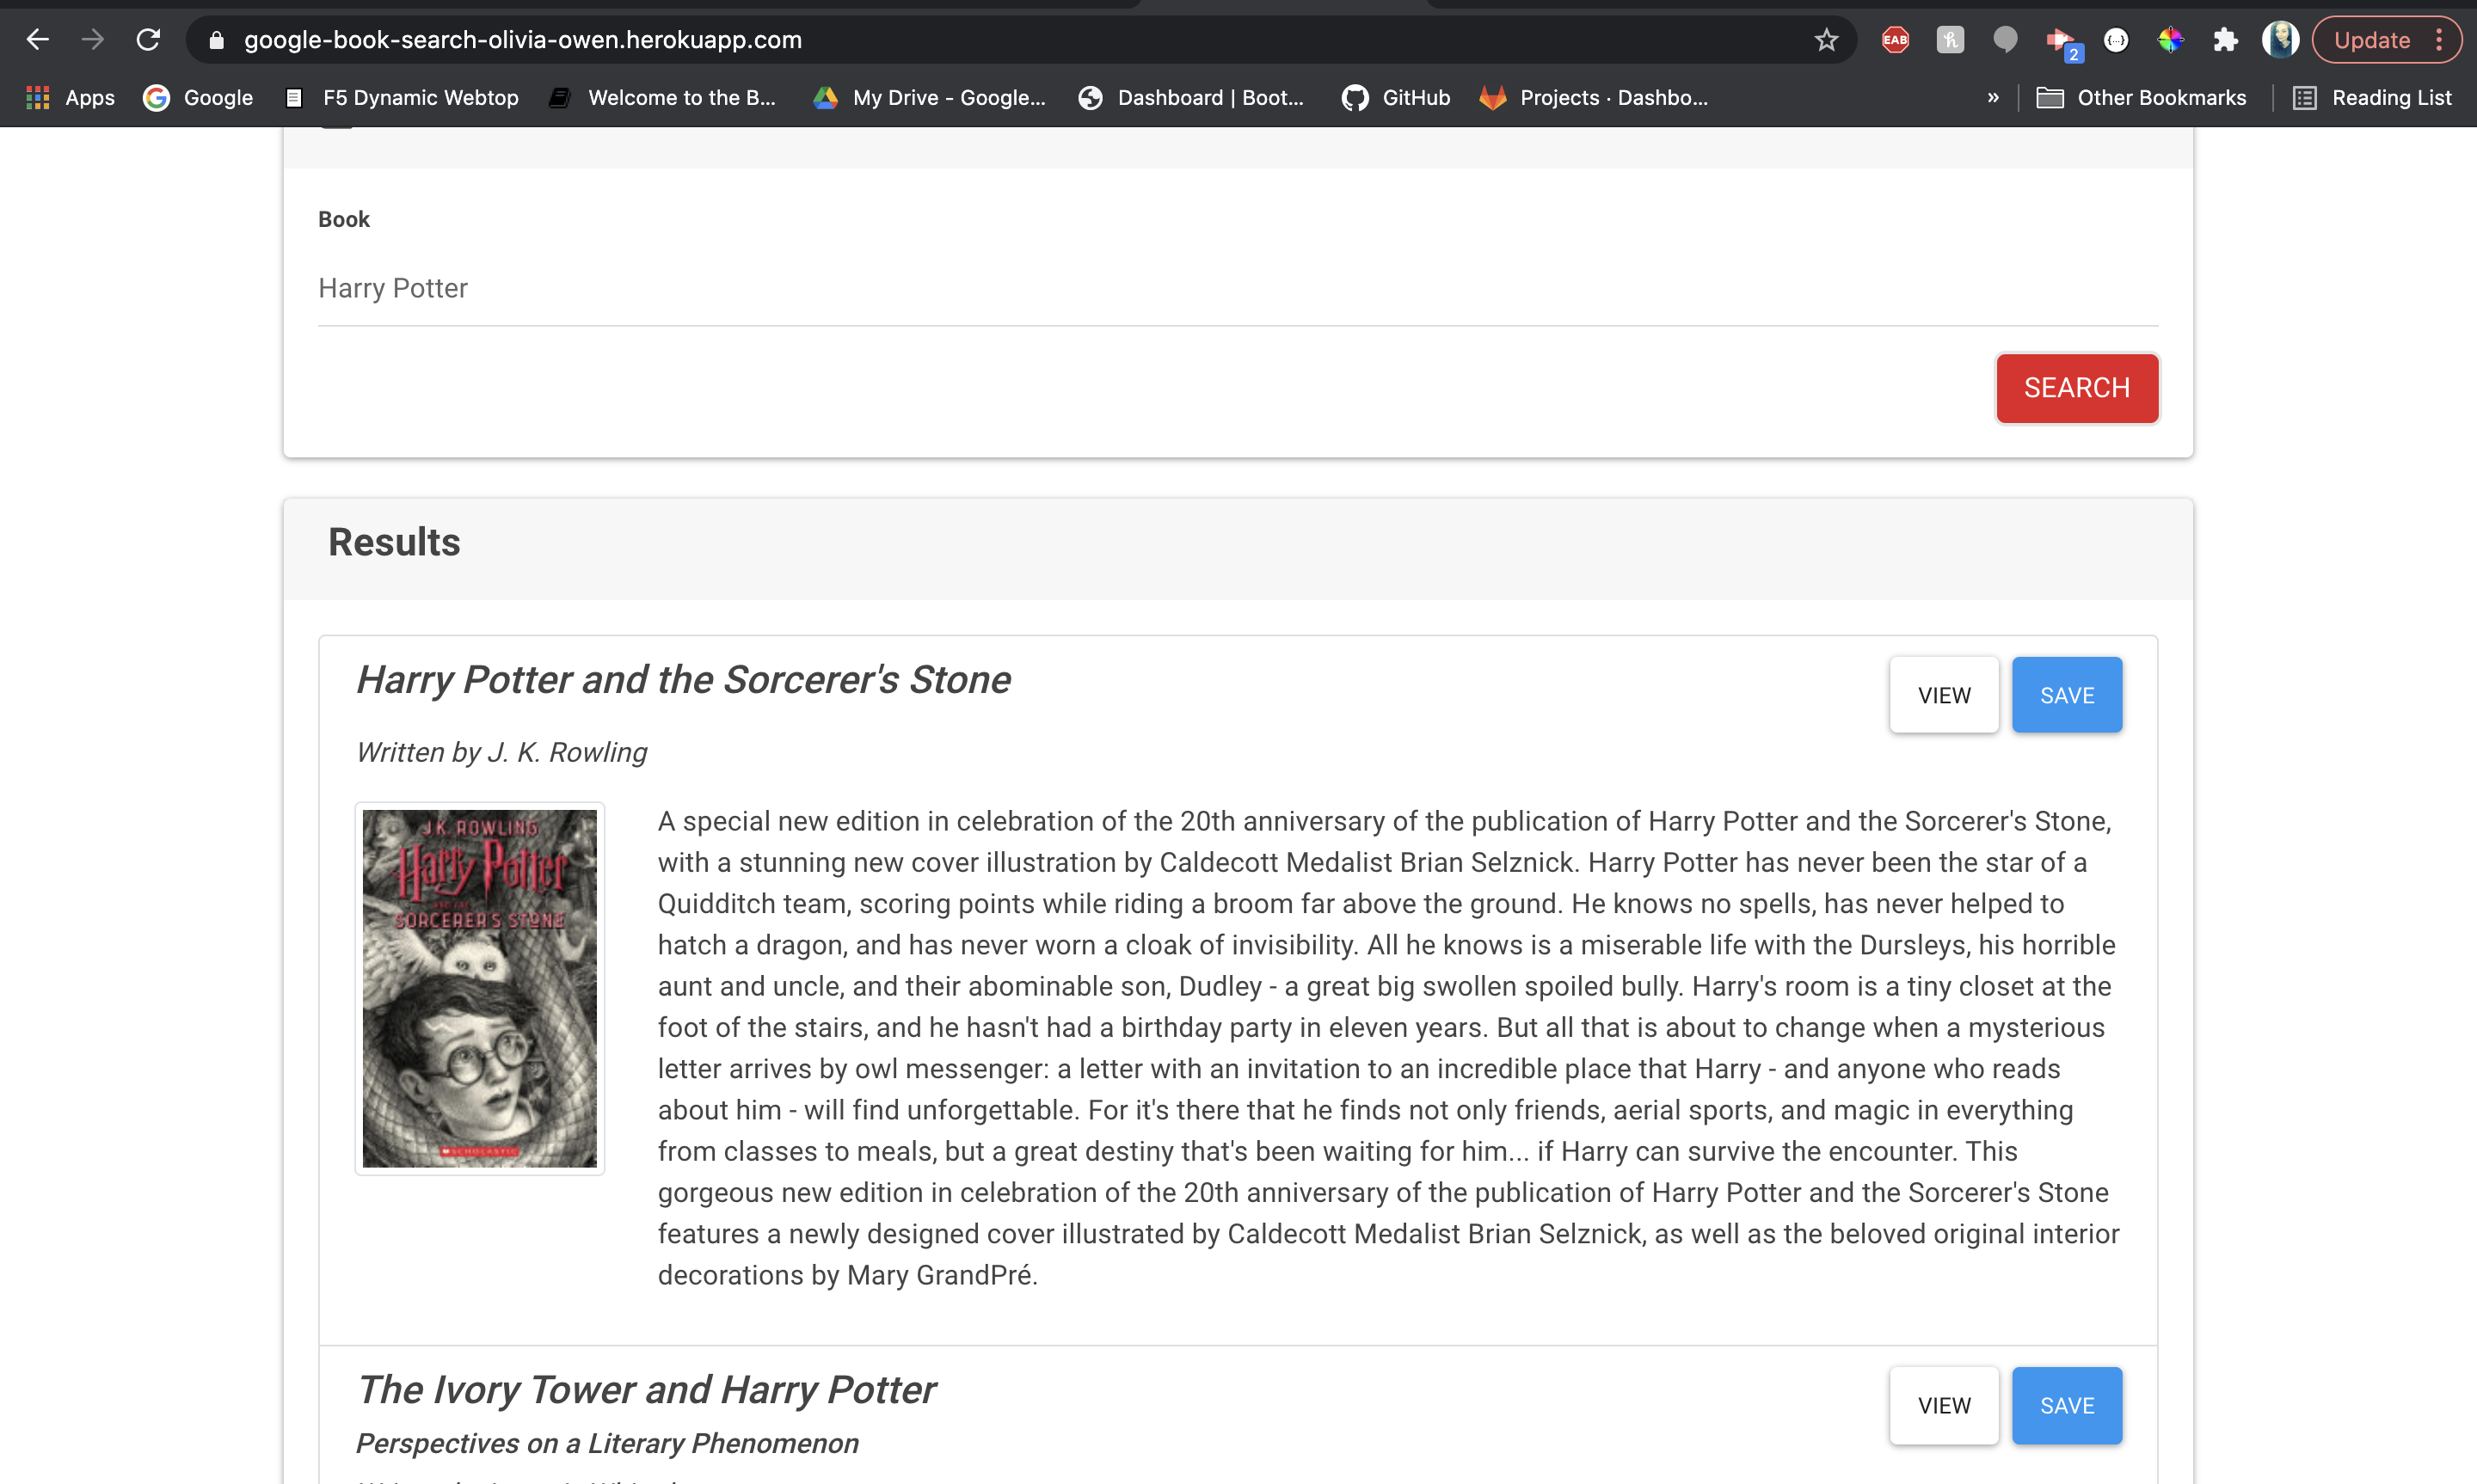 google-book-search-olivia-owen.herokuapp.com
EAB
h
2
{...}
Update
Apps
Google
F5 Dynamic Webtop
Welcome to the B...
My Drive - Google...
Dashboard | Boot...
GitHub
Projects · Dashbo...
»
Other Bookmarks
Reading List
Book
Harry Potter
SEARCH
Results
Harry Potter and the Sorcerer's Stone
VIEW
SAVE
Written by J. K. Rowling
J.K. ROWLING
Harry Potter
AND THE
SORCERER'S STONE
SCHOLASTIC
A special new edition in celebration of the 20th anniversary of the publication of Harry Potter and the Sorcerer's Stone,
with a stunning new cover illustration by Caldecott Medalist Brian Selznick. Harry Potter has never been the star of a
Quidditch team, scoring points while riding a broom far above the ground. He knows no spells, has never helped to
hatch a dragon, and has never worn a cloak of invisibility. All he knows is a miserable life with the Dursleys, his horrible
aunt and uncle, and their abominable son, Dudley - a great big swollen spoiled bully. Harry's room is a tiny closet at the
foot of the stairs, and he hasn't had a birthday party in eleven years. But all that is about to change when a mysterious
letter arrives by owl messenger: a letter with an invitation to an incredible place that Harry - and anyone who reads
about him - will find unforgettable. For it's there that he finds not only friends, aerial sports, and magic in everything
from classes to meals, but a great destiny that's been waiting for him... if Harry can survive the encounter. This
gorgeous new edition in celebration of the 20th anniversary of the publication of Harry Potter and the Sorcerer's Stone
features a newly designed cover illustrated by Caldecott Medalist Brian Selznick, as well as the beloved original interior
decorations by Mary GrandPré.
The Ivory Tower and Harry Potter
VIEW
SAVE
Perspectives on a Literary Phenomenon